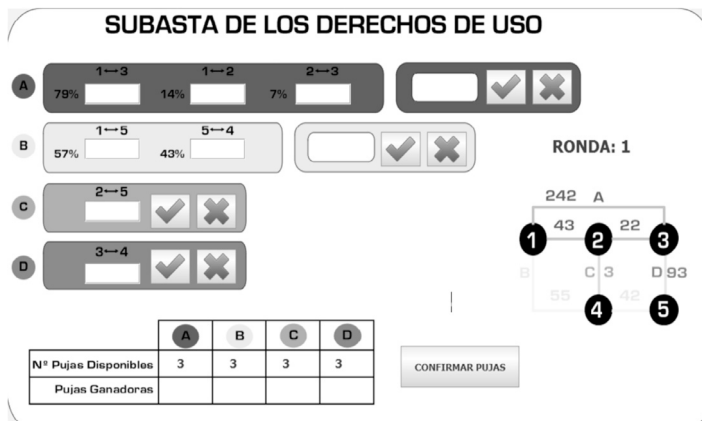 SUBASTA DE LOS DERECHOS DE USO
A
1↔3 1↔2 2↔3
79% 14% 7%
B
1↔5 5↔4
57% 43%
RONDA: 1
C
2↔5
D
3↔4
242 A
43 22
1 2 3
B C 3 D 93
55 42
4 5
A B C D
Nº Pujas Disponibles 3 3 3 3
Pujas Ganadoras
CONFIRMAR PUJAS